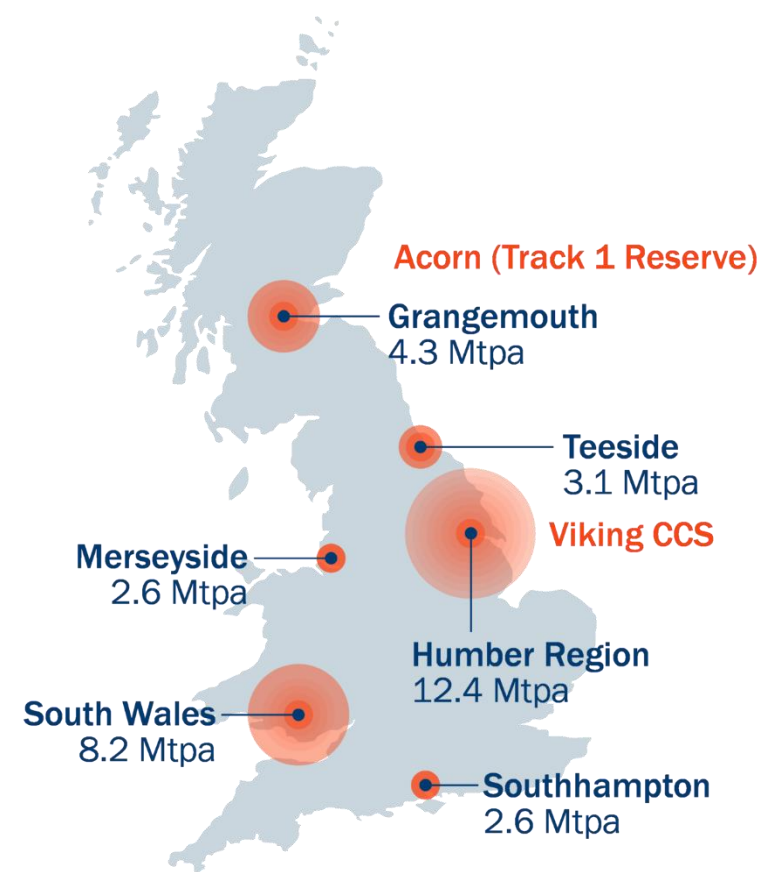 Acorn (Track 1 Reserve)
Grangemouth
4.3 Mtpa
Teeside
3.1 Mtpa
Viking CCS
Merseyside
2.6 Mtpa
Humber Region
12.4 Mtpa
South Wales
8.2 Mtpa
Southhampton
2.6 Mtpa